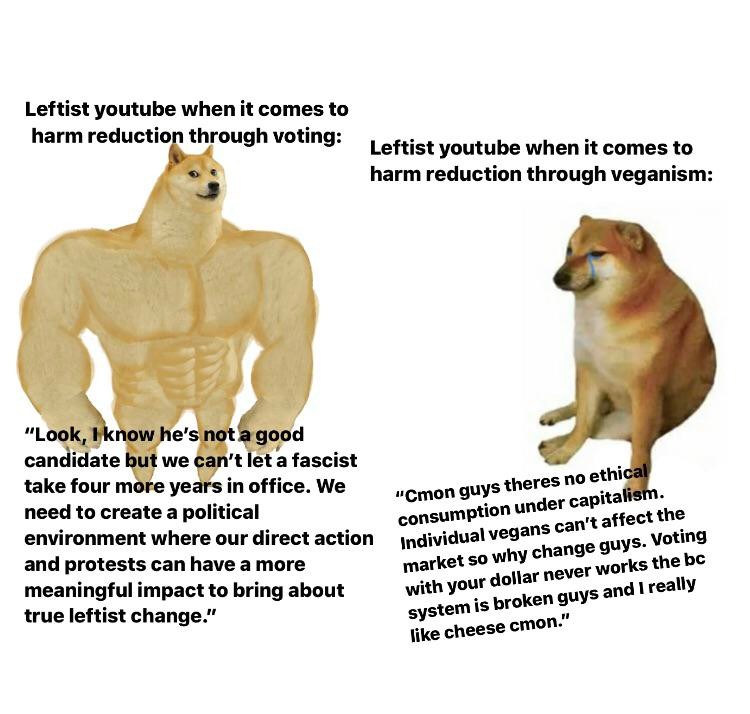 Leftist youtube when it comes to
harm reduction through voting:
“Look, I know he’s not a good
candidate but we can’t let a fascist
take four more years in office. We
need to create a political
environment where our direct action
and protests can have a more
meaningful impact to bring about
true leftist change.”
Leftist youtube when it comes to
harm reduction through veganism:
“Cmon guys theres no ethical
consumption under capitalism.
Individual vegans can’t affect the
market so why change guys. Voting
with your dollar never works the bc
system is broken guys and I really
like cheese cmon.”